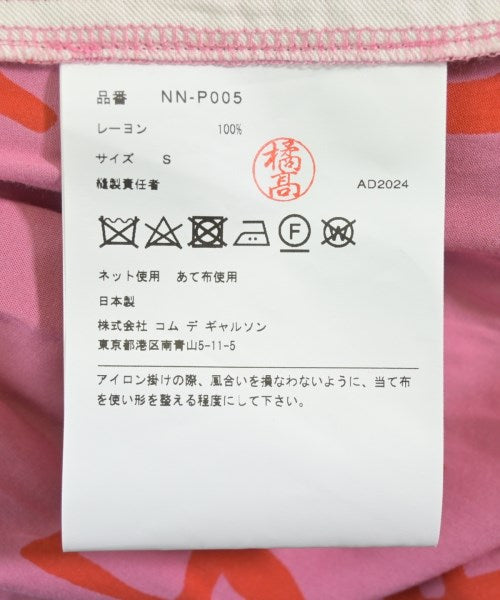 品番 NN-P005
レーヨン 100%
サイズ S
縫製責任者 橘高 AD2024
F W
ネット使用 あて布使用
日本製
株式会社 コム デ ギャルソン
東京都港区南青山5-11-5
アイロン掛けの際、風合いを損なわないように、当て布
を使い形を整える程度にして下さい。